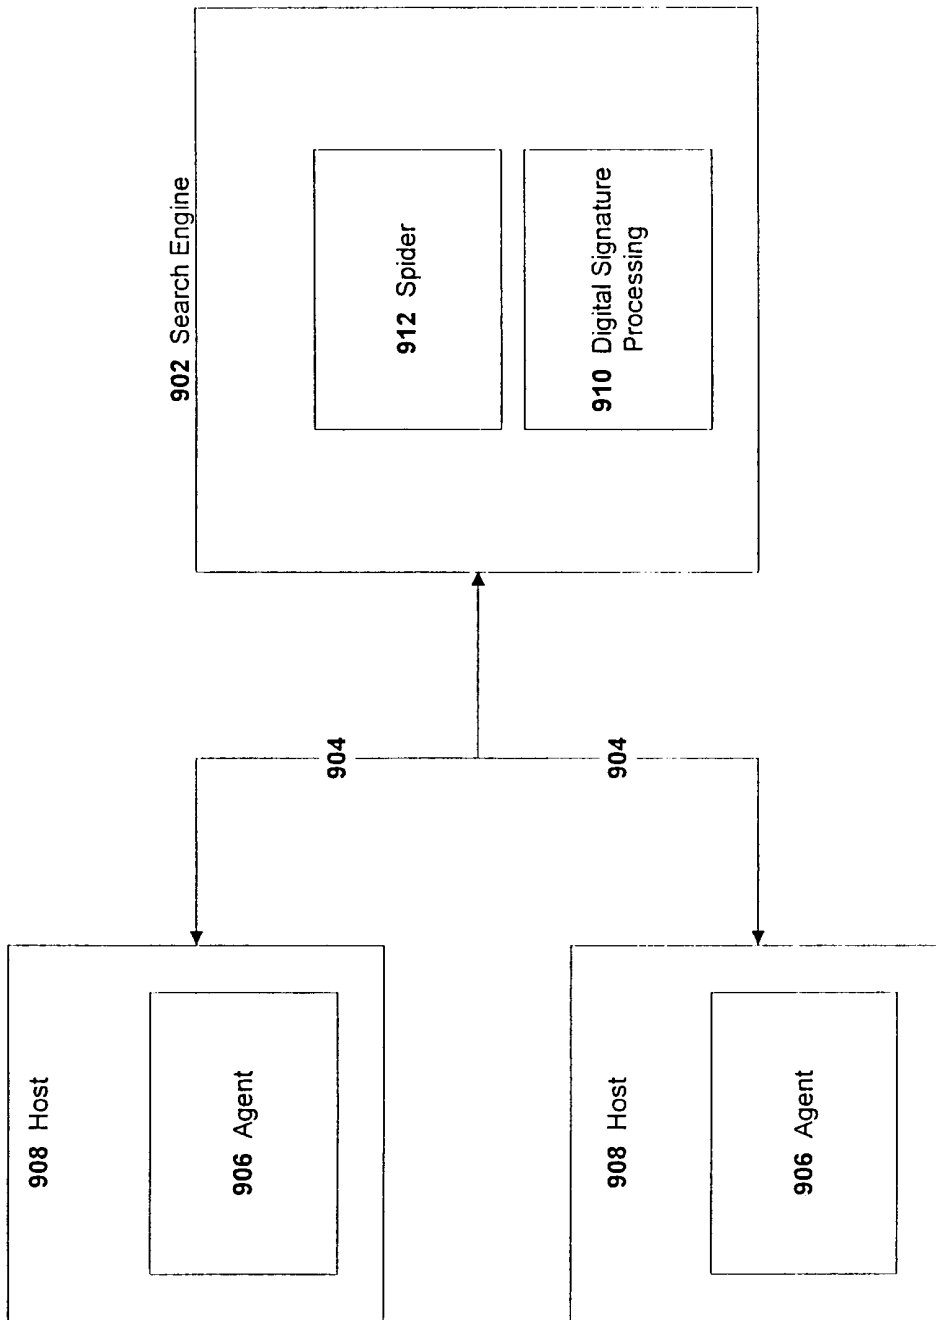 908 Host
906 Agent
908 Host
906 Agent
904
904
902 Search Engine
912 Spider
910 Digital Signature
Processing